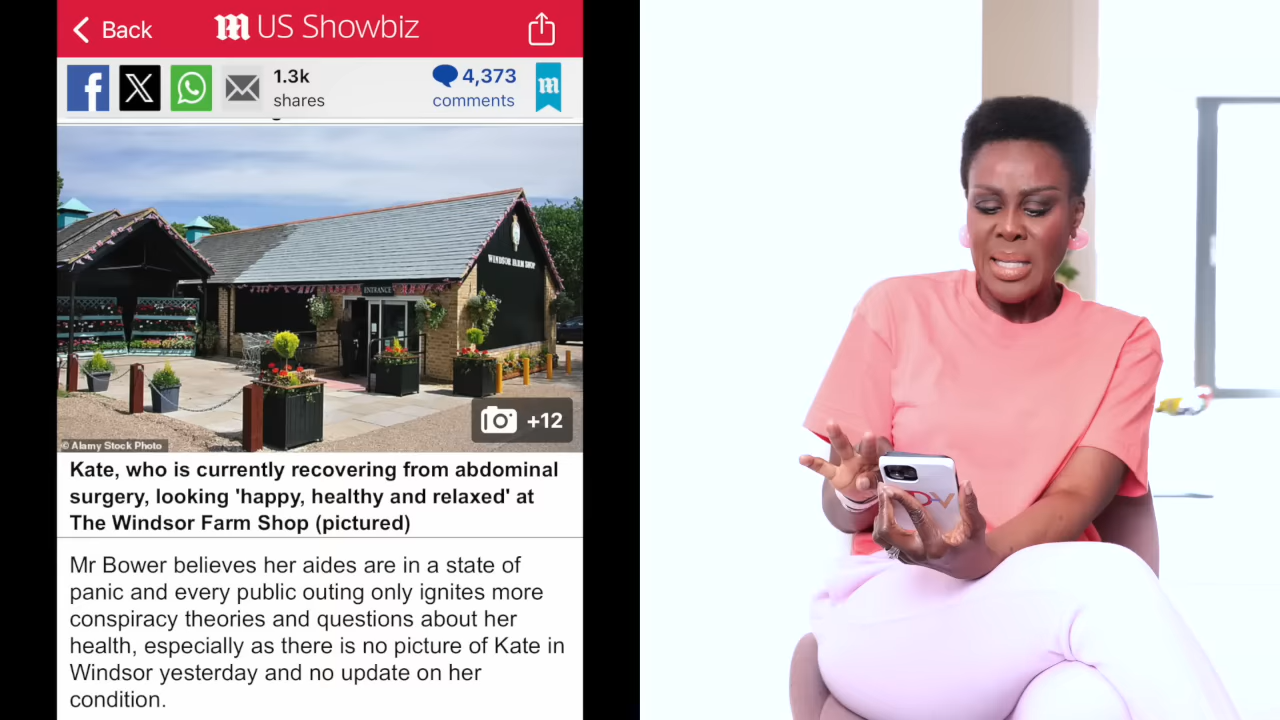 Back
US Showbiz
1.3k
shares
4,373
comments
WINDSOR FARM SHOP
ENTRANCE
+12
© Alamy Stock Photo
Kate, who is currently recovering from abdominal
surgery, looking 'happy, healthy and relaxed' at
The Windsor Farm Shop (pictured)
Mr Bower believes her aides are in a state of
panic and every public outing only ignites more
conspiracy theories and questions about her
health, especially as there is no picture of Kate in
Windsor yesterday and no update on her
condition.